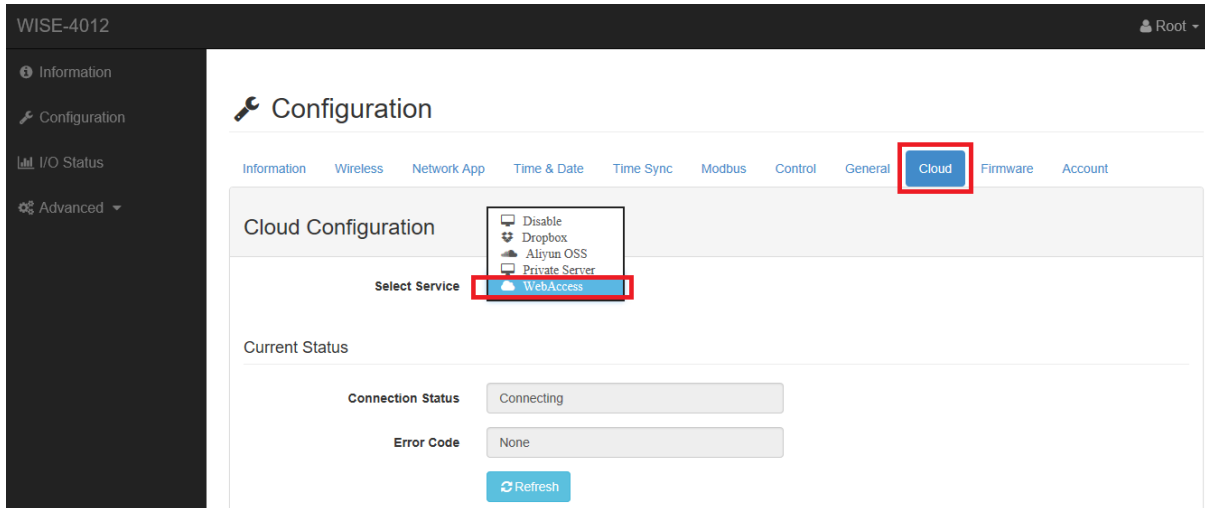 WISE-4012
Root
Information
Configuration
I/O Status
Advanced
Configuration
Information Wireless Network App Time & Date Time Sync Modbus Control General Cloud Firmware Account
Cloud Configuration
Disable
Dropbox
Aliyun OSS
Private Server
Select Service WebAccess
Current Status
Connection Status Connecting
Error Code None
Refresh